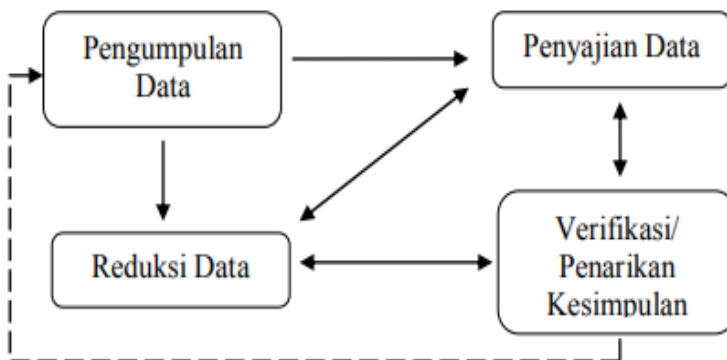 Pengumpulan
Data
Penyajian Data
Reduksi Data
Verifikasi/
Penarikan
Kesimpulan